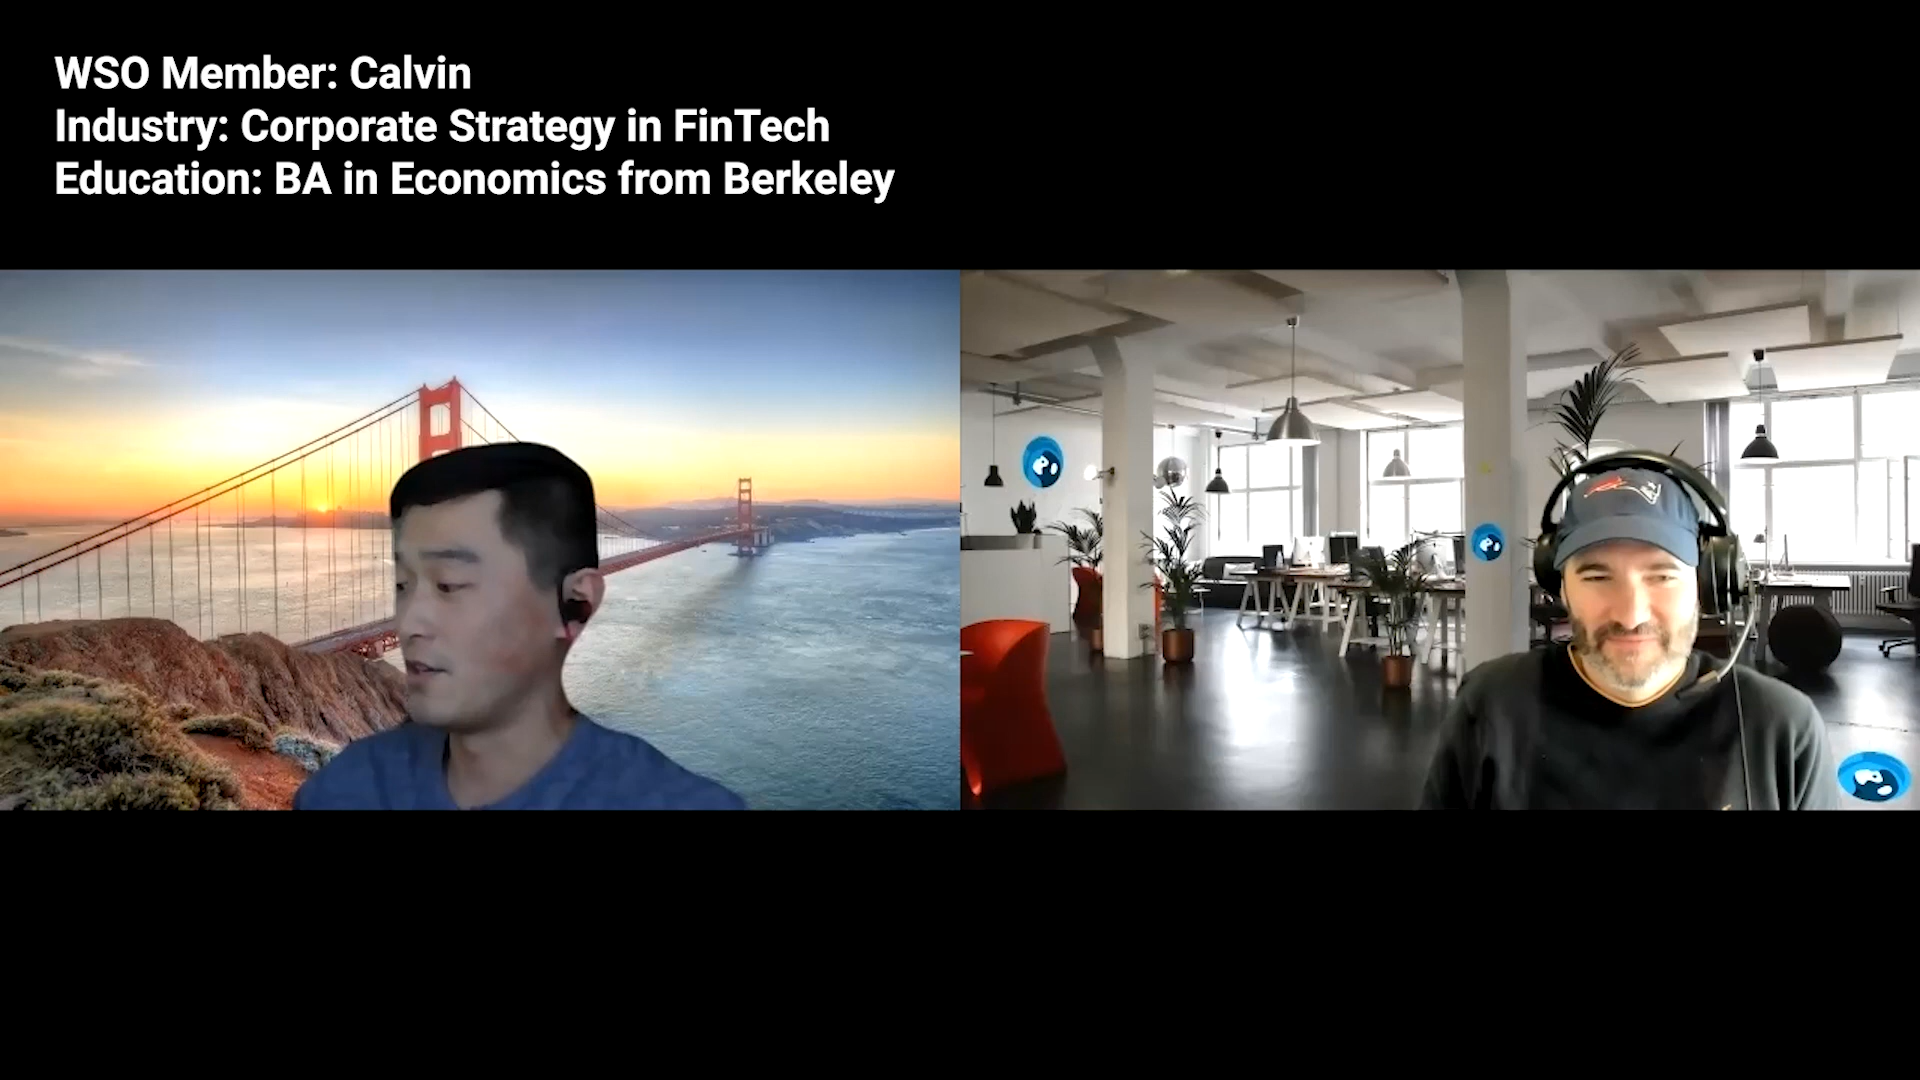 WSO Member: Calvin
Industry: Corporate Strategy in FinTech
Education: BA in Economics from Berkeley